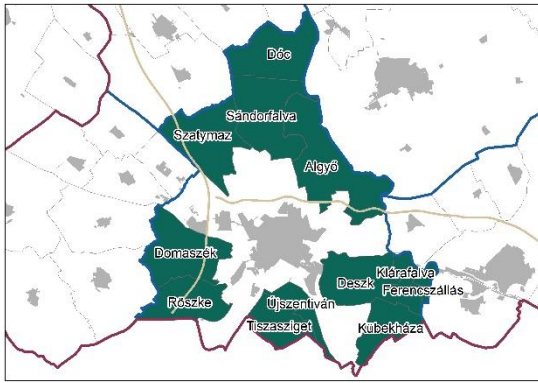 Dóc
Sándorfalva
Szatymaz
Algyő
Domaszék
Röszke
Klárafalva
Deszk
Ferencszállás
Újszentiván
Tiszasziget
Kübekháza